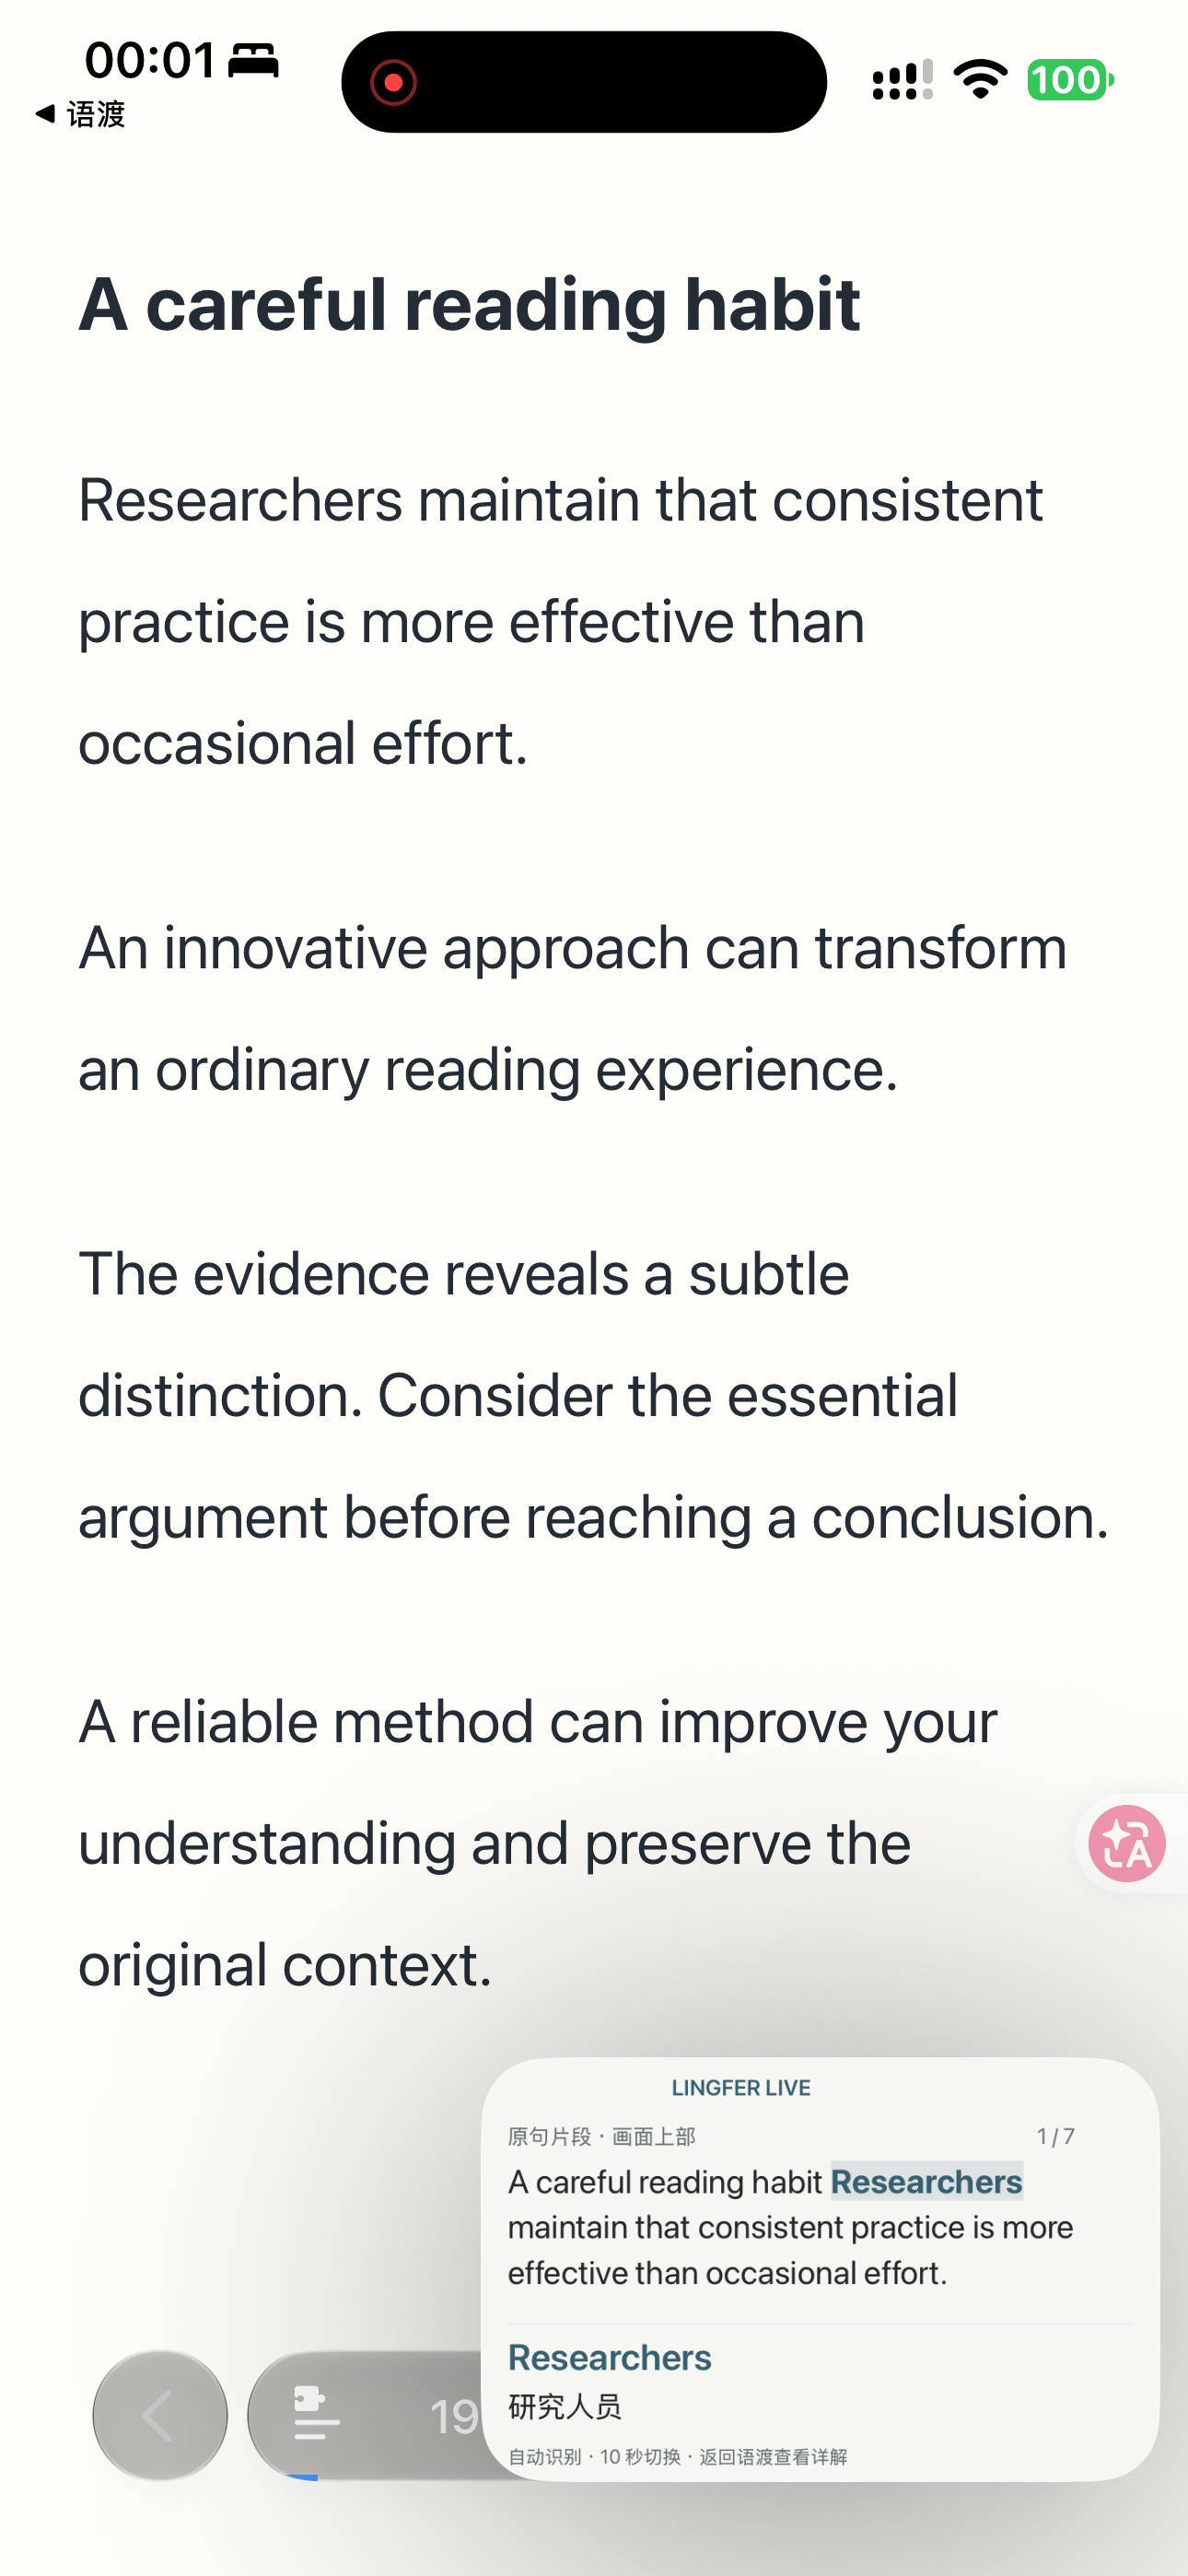 00:01
100
◀ 语渡
A careful reading habit
Researchers maintain that consistent
practice is more effective than
occasional effort.
An innovative approach can transform
an ordinary reading experience.
The evidence reveals a subtle
distinction. Consider the essential
argument before reaching a conclusion.
A reliable method can improve your
understanding and preserve the
original context.
A
LINGFER LIVE
原句片段 · 画面上部 1 / 7
A careful reading habit Researchers
maintain that consistent practice is more
effective than occasional effort.
Researchers
研究人员
自动识别 · 10 秒切换 · 返回语渡查看详解
19